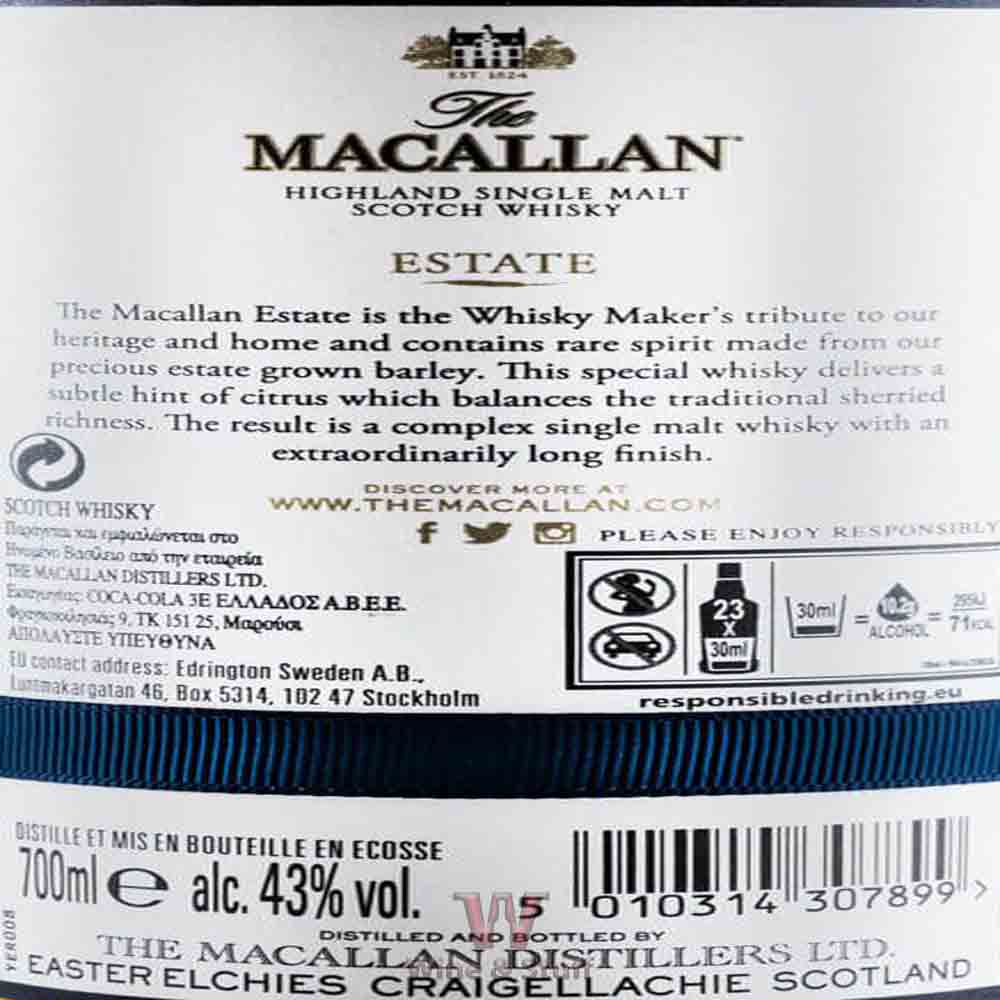 EST. 1824
The
MACALLAN
HIGHLAND SINGLE MALT
SCOTCH WHISKY
ESTATE
The Macallan Estate is the Whisky Maker's tribute to our
heritage and home and contains rare spirit made from our
precious estate grown barley. This special whisky delivers a
subtle hint of citrus which balances the traditional sherried
richness. The result is a complex single malt whisky with an
extraordinarily long finish.
DISCOVER MORE AT
WWW.THEMACALLAN.COM
PLEASE ENJOY RESPONSIBLY
SCOTCH WHISKY
Παράγεται και εμφιαλώνεται στο
Ηνωμένο Βασίλειο από την εταιρεία
THE MACALLAN DISTILLERS LTD.
Εισαγωγέας: COCA-COLA 3E ΕΛΛΑΔΟΣ Α.Β.Ε.Ε.
Φραγκοκκλησιάς 9, ΤΚ 151 25, Μαρούσι
ΑΠΟΛΑΥΣΤΕ ΥΠΕΥΘΥΝΑ
EU contact address: Edrington Sweden A.B.,
Luntmakargatan 46, Box 5314, 102 47 Stockholm
23
X
30ml
30ml
=
10.2g
ALCOHOL
=
295kJ
71kCAL
responsibledrinking.eu
DISTILLE ET MIS EN BOUTEILLE EN ECOSSE
700ml e alc. 43% vol.
5 010314 307899 >
YER008
DISTILLED AND BOTTLED BY
THE MACALLAN DISTILLERS LTD.
EASTER ELCHIES CRAIGELLACHIE SCOTLAND
W
Wine & Stuff